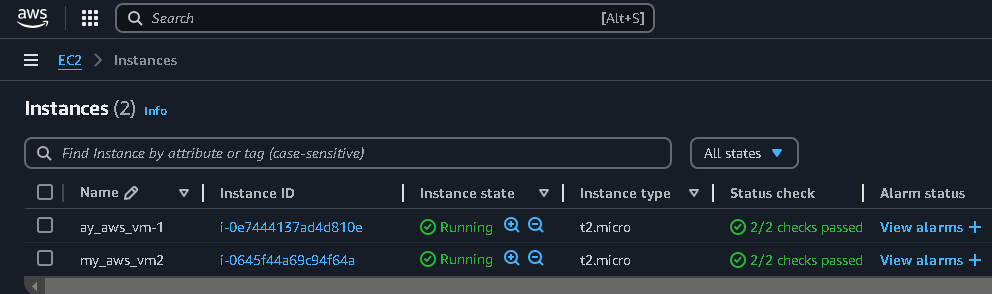 aws Search [Alt+S]
EC2 > Instances
Instances (2) Info
Find Instance by attribute or tag (case-sensitive) All states
Name Instance ID Instance state Instance type Status check Alarm status
ay_aws_vm-1 i-0e7444137ad4d810e Running t2.micro 2/2 checks passed View alarms +
my_aws_vm2 i-0645f44a69c94f64a Running t2.micro 2/2 checks passed View alarms +